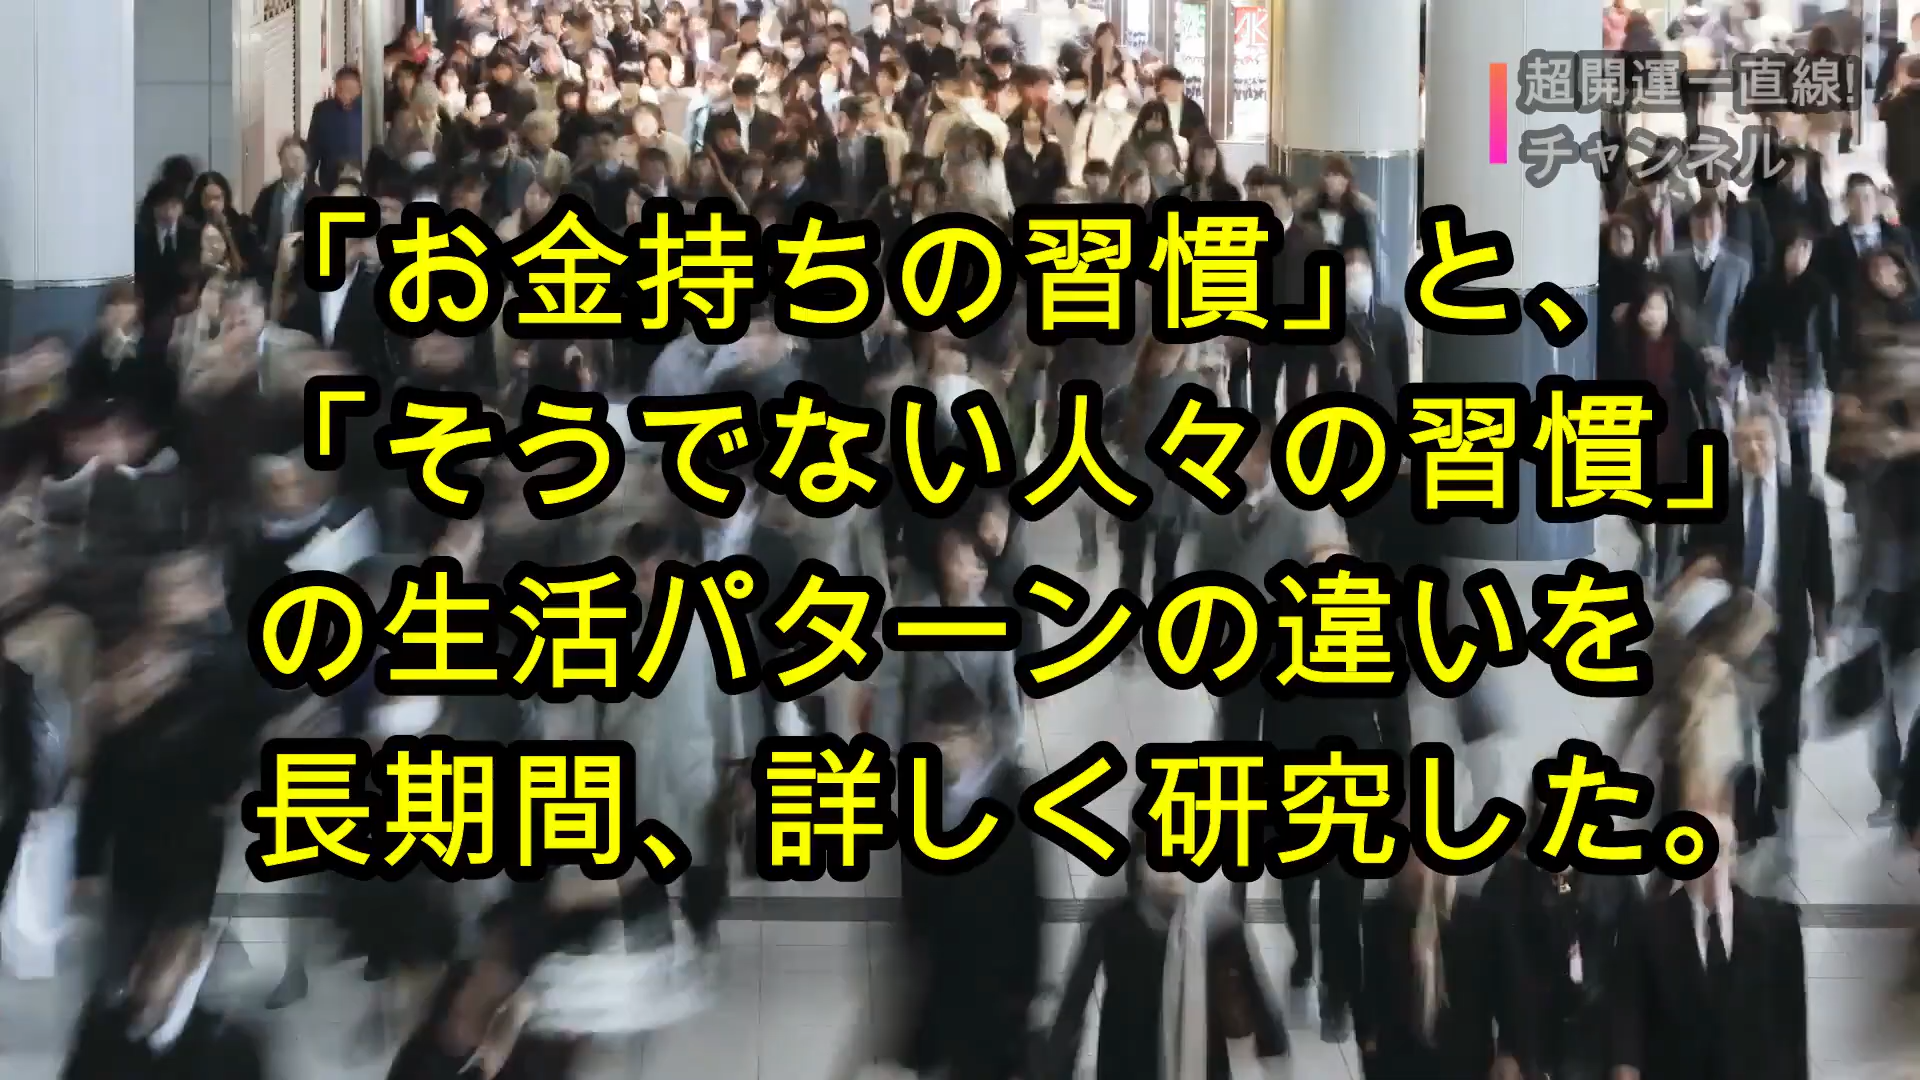 超開運一直線!
チャンネル
「お金持ちの習慣」と、
「そうでない人々の習慣」
の生活パターンの違いを
長期間、詳しく研究した。